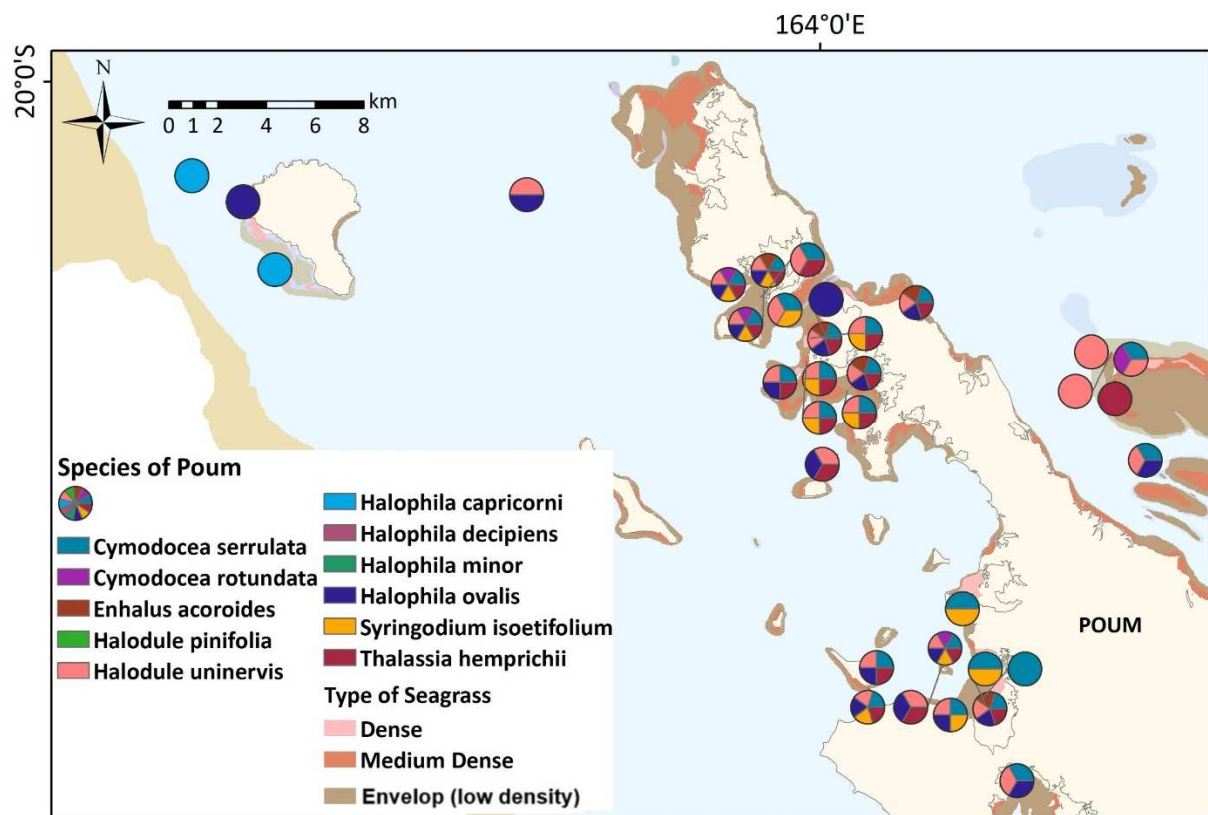 164°0'E
20°0'S
N
km
0 1 2 4 6 8
POUM
Species of Poum
Cymodocea serrulata
Cymodocea rotundata
Enhalus acoroides
Halodule pinifolia
Halodule uninervis
Halophila capricorni
Halophila decipiens
Halophila minor
Halophila ovalis
Syringodium isoetifolium
Thalassia hemprichii
Type of Seagrass
Dense
Medium Dense
Envelop (low density)